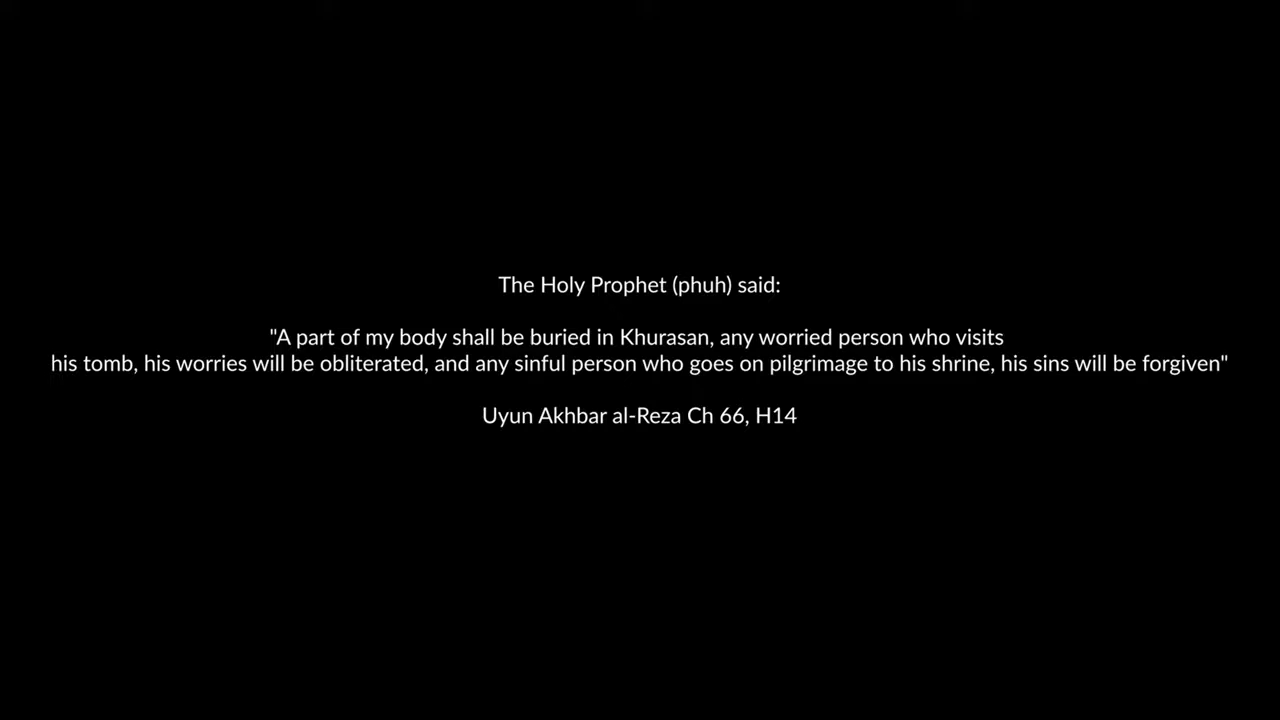 The Holy Prophet (phuh) said:
"A part of my body shall be buried in Khurasan, any worried person who visits
his tomb, his worries will be obliterated, and any sinful person who goes on pilgrimage to his shrine, his sins will be forgiven"
Uyun Akhbar al-Reza Ch 66, H14